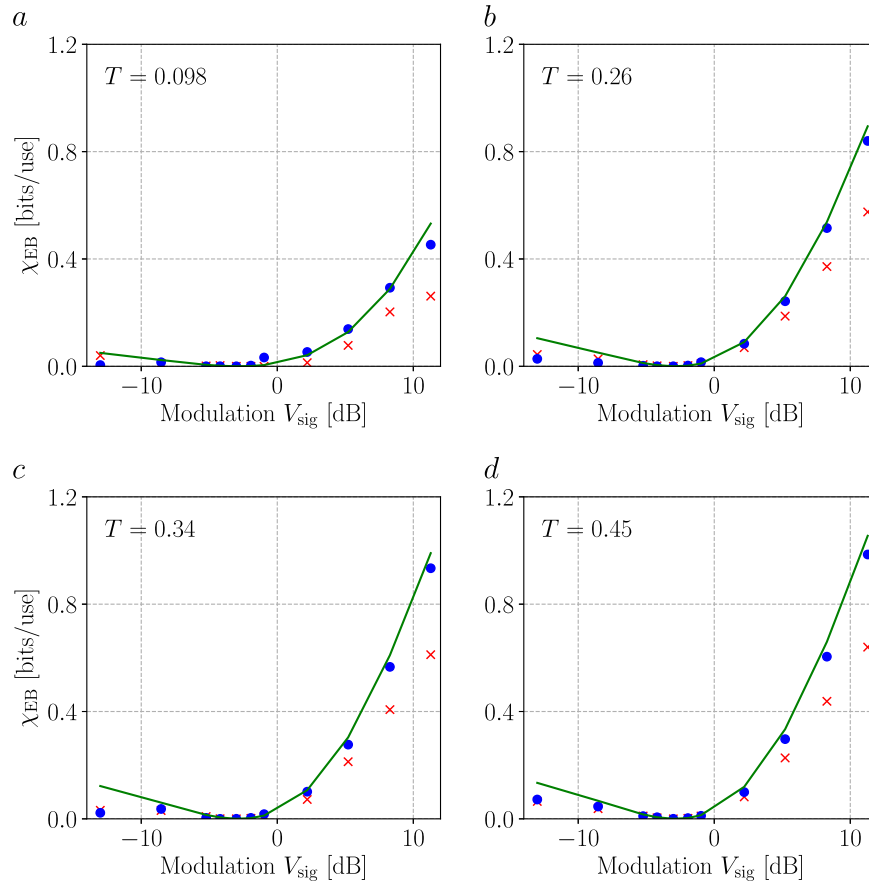 a
T = 0.098
χEB [bits/use]
1.2
0.8
0.4
0.0
−10
0
10
Modulation Vsig [dB]
b
T = 0.26
1.2
0.8
0.4
0.0
−10
0
10
Modulation Vsig [dB]
c
T = 0.34
χEB [bits/use]
1.2
0.8
0.4
0.0
−10
0
10
Modulation Vsig [dB]
d
T = 0.45
1.2
0.8
0.4
0.0
−10
0
10
Modulation Vsig [dB]